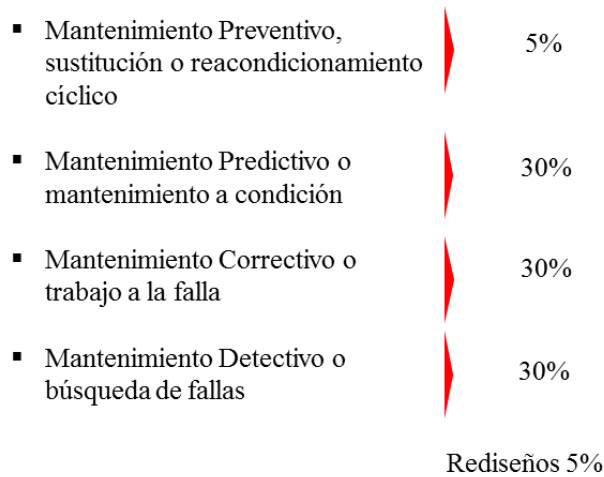 ▪ Mantenimiento Preventivo,
sustitución o reacondicionamiento
cíclico
5%
▪ Mantenimiento Predictivo o
mantenimiento a condición
30%
▪ Mantenimiento Correctivo o
trabajo a la falla
30%
▪ Mantenimiento Detectivo o
búsqueda de fallas
30%
Rediseños 5%